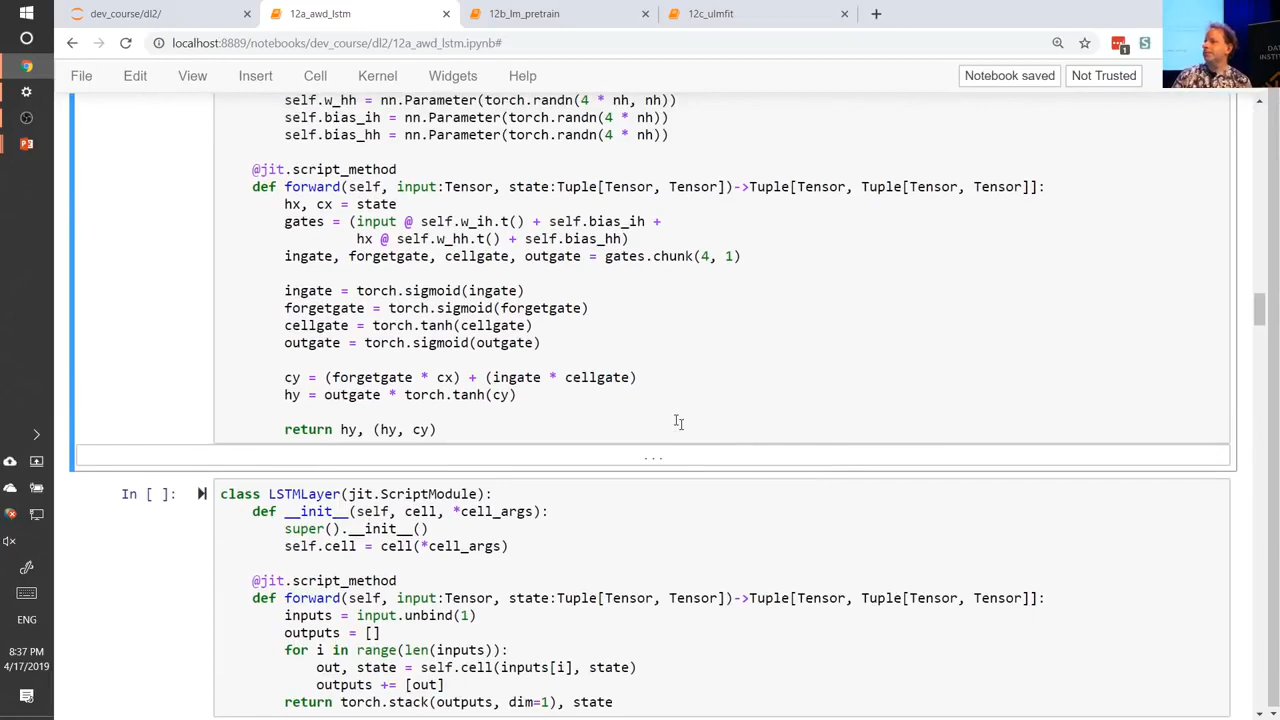 dev_course/dl2/
12a_awd_lstm
12b_lm_pretrain
12c_ulmfit
localhost:8889/notebooks/dev_course/dl2/12a_awd_lstm.ipynb#
File Edit View Insert Cell Kernel Widgets Help
Notebook saved
Not Trusted
self.w_hh = nn.Parameter(torch.randn(4 * nh, nh))
self.bias_ih = nn.Parameter(torch.randn(4 * nh))
self.bias_hh = nn.Parameter(torch.randn(4 * nh))
@jit.script_method
def forward(self, input:Tensor, state:Tuple[Tensor, Tensor])->Tuple[Tensor, Tuple[Tensor, Tensor]]:
hx, cx = state
gates = (input @ self.w_ih.t() + self.bias_ih +
hx @ self.w_hh.t() + self.bias_hh)
ingate, forgetgate, cellgate, outgate = gates.chunk(4, 1)
ingate = torch.sigmoid(ingate)
forgetgate = torch.sigmoid(forgetgate)
cellgate = torch.tanh(cellgate)
outgate = torch.sigmoid(outgate)
cy = (forgetgate * cx) + (ingate * cellgate)
hy = outgate * torch.tanh(cy)
return hy, (hy, cy)
...
In [ ]:
class LSTMLayer(jit.ScriptModule):
def __init__(self, cell, *cell_args):
super().__init__()
self.cell = cell(*cell_args)
@jit.script_method
def forward(self, input:Tensor, state:Tuple[Tensor, Tensor])->Tuple[Tensor, Tuple[Tensor, Tensor]]:
inputs = input.unbind(1)
outputs = []
for i in range(len(inputs)):
out, state = self.cell(inputs[i], state)
outputs += [out]
return torch.stack(outputs, dim=1), state
ENG
8:37 PM
4/17/2019